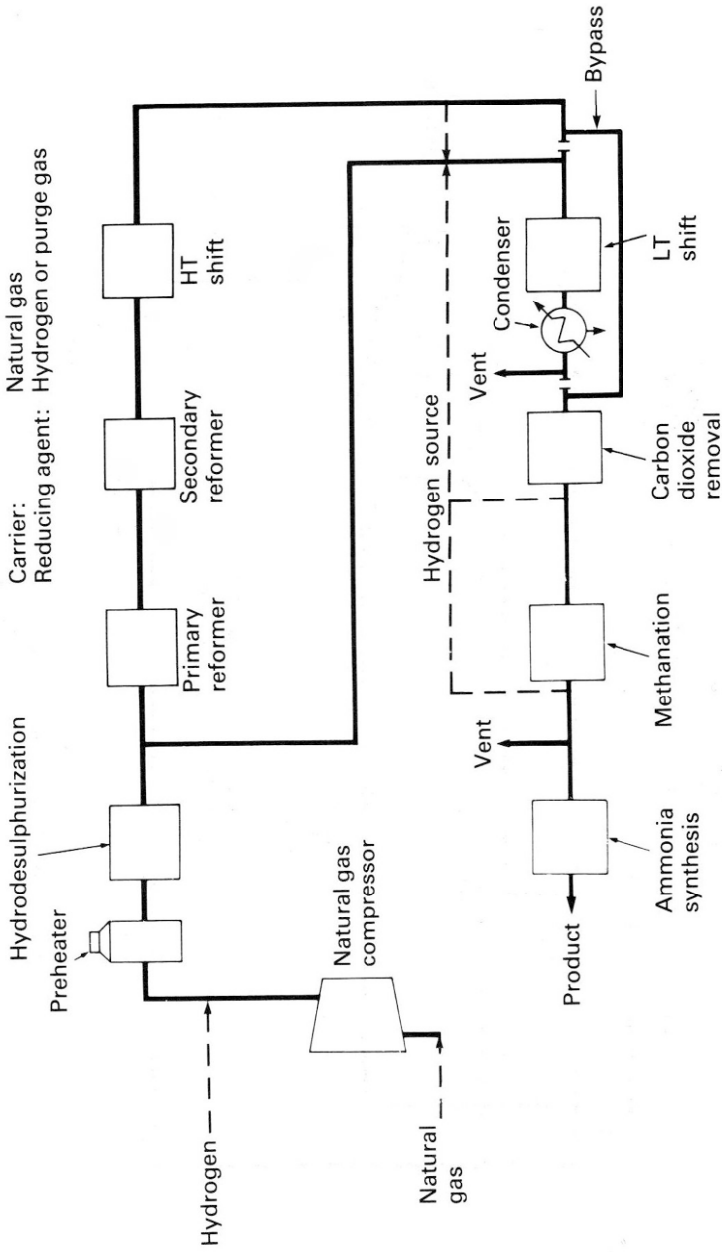 Carrier:
Natural gas
Reducing agent:
Hydrogen or purge gas
Hydrodesulphurization
Preheater
Primary
reformer
Secondary
reformer
HT
shift
Hydrogen
Natural gas
compressor
Natural
gas
Hydrogen source
Vent
Vent
Condenser
Bypass
Product
Ammonia
synthesis
Methanation
Carbon
dioxide
removal
LT
shift